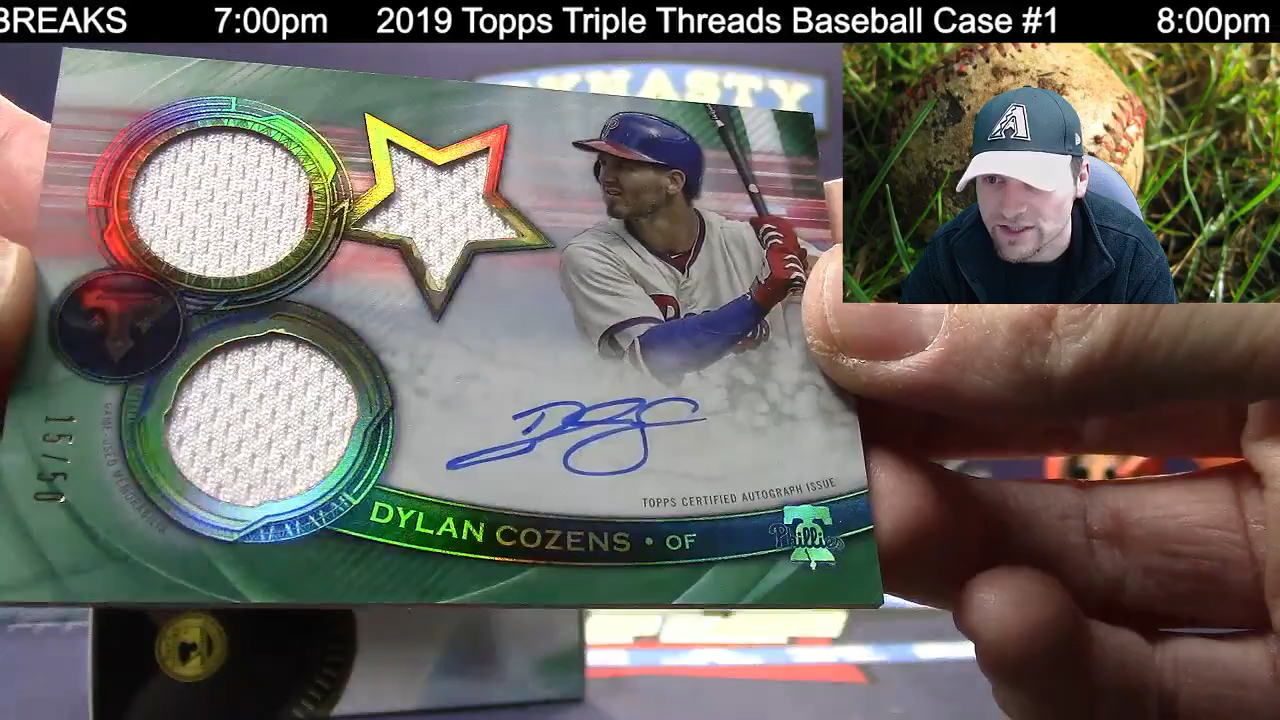 BREAKS 7:00pm 2019 Topps Triple Threads Baseball Case #1 8:00pm
DYNASTY
15/50
TOPPS CERTIFIED AUTOGRAPH ISSUE
DYLAN COZENS • OF
Phillies